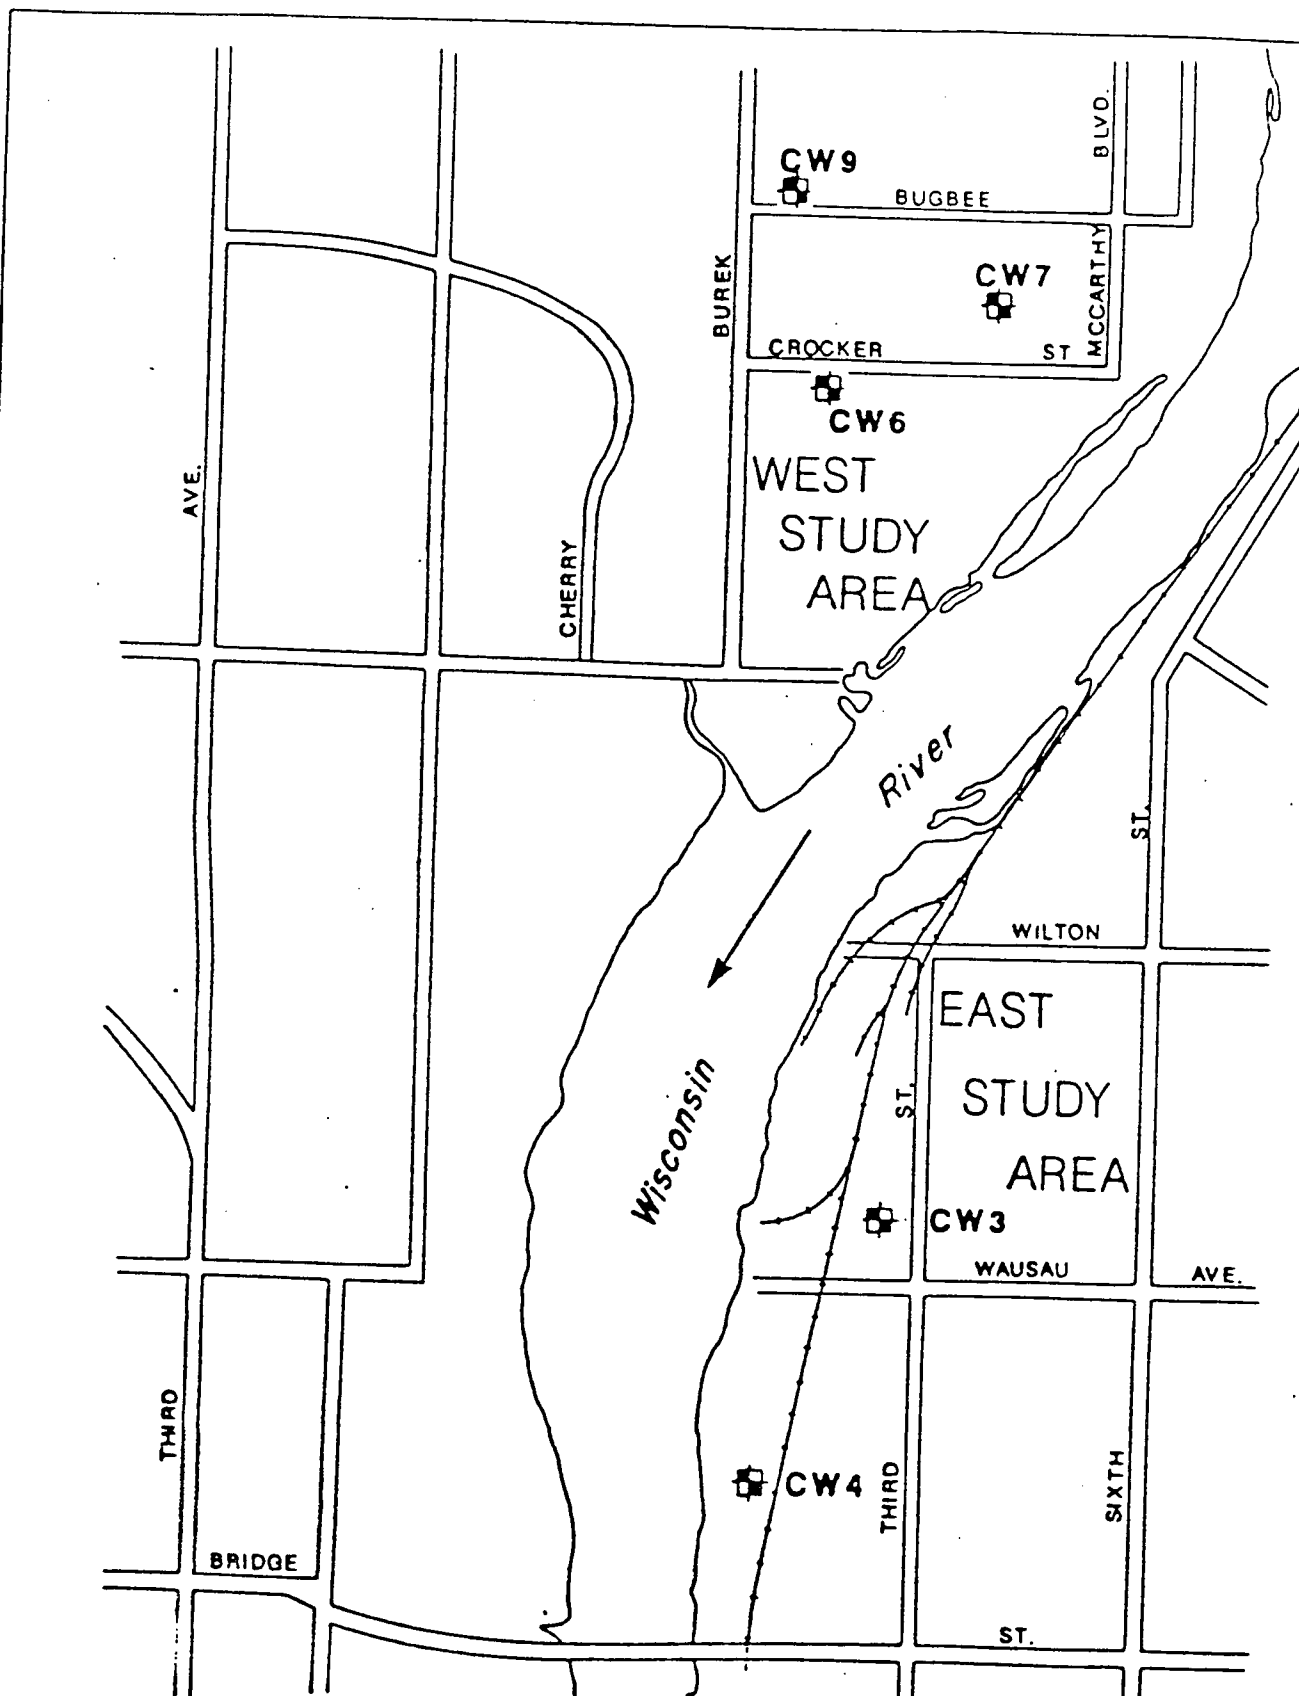 BLVD.
CW9
BUGBEE
MCCARTHY
CW7
BUREK
CROCKER
ST
CW6
WEST
STUDY
AREA
AVE.
CHERRY
River
ST.
WILTON
EAST
STUDY
AREA
ST.
Wisconsin
CW3
WAUSAU
AVE.
THIRD
CW4
THIRD
SIXTH
BRIDGE
ST.